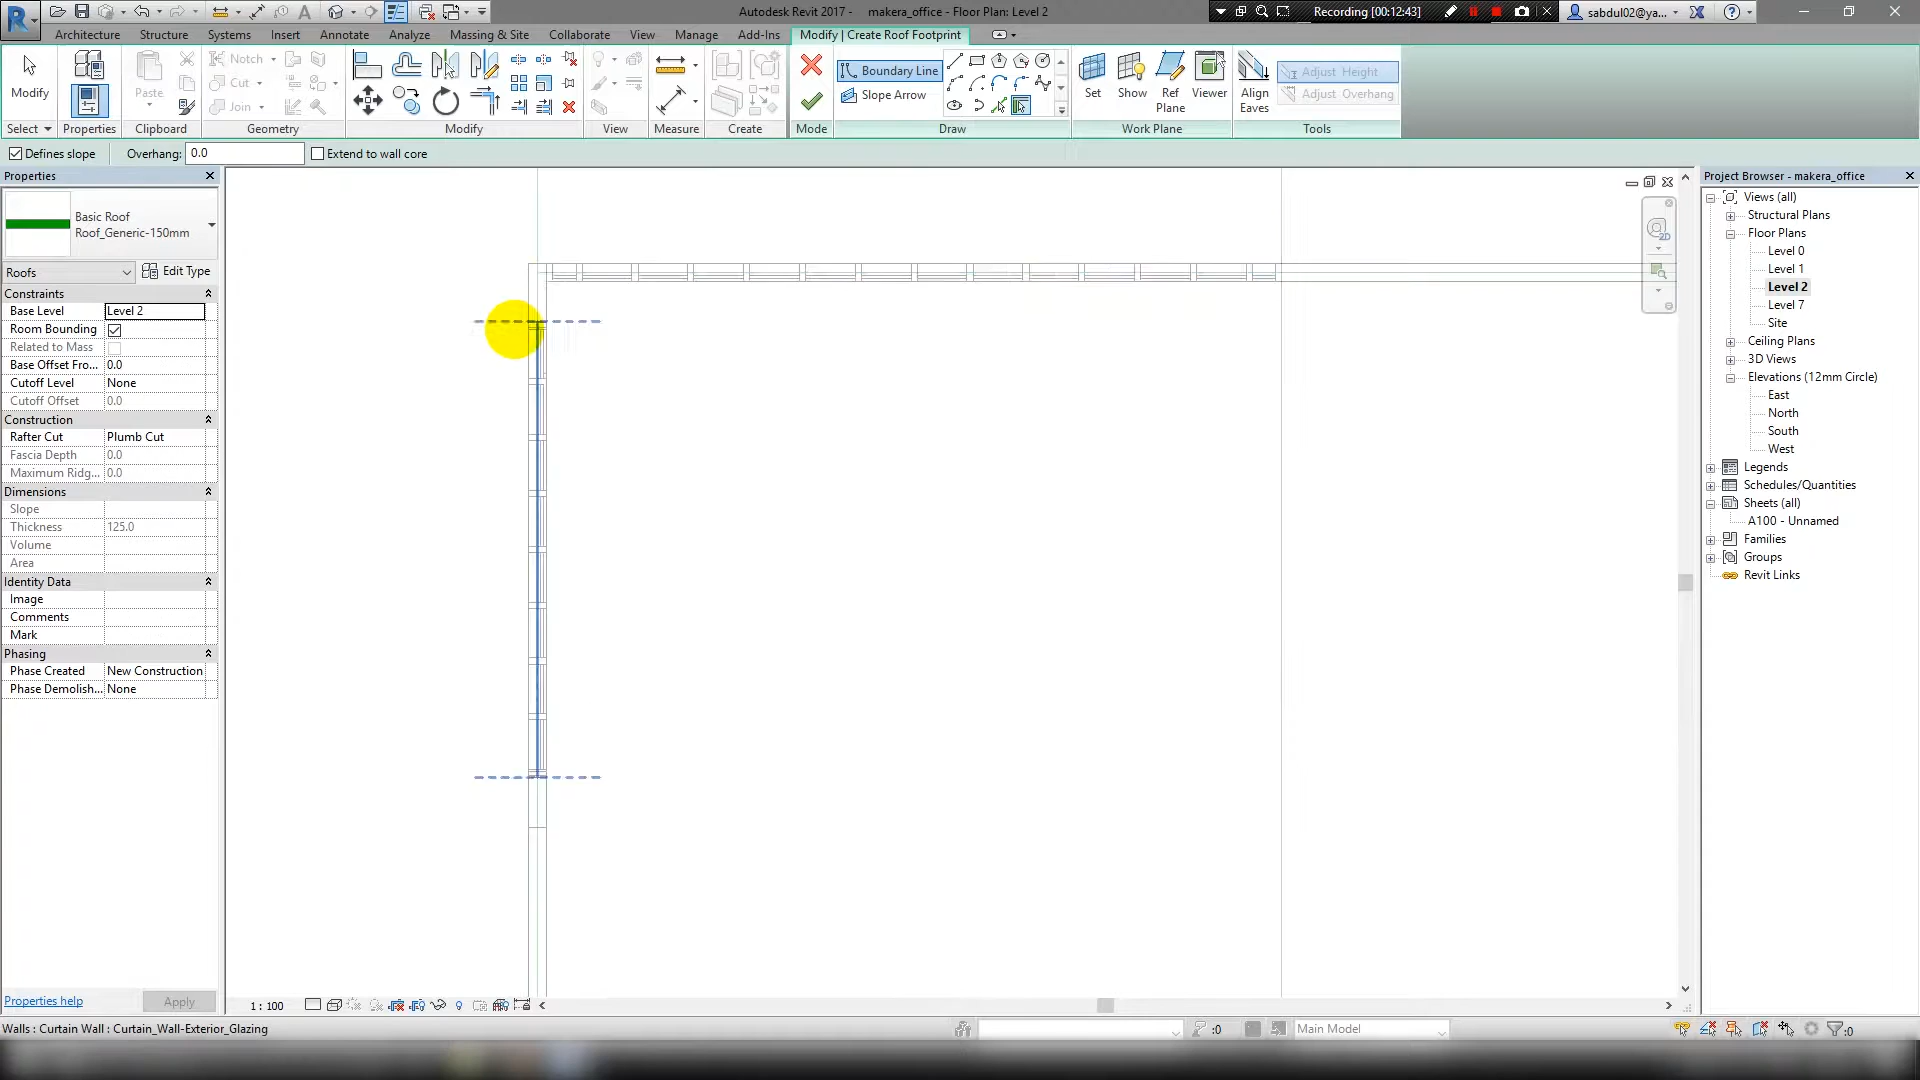 Autodesk Revit 2017 - makera_office - Floor Plan: Level 2
Recording [00:12:43]
sabdul02@ya...
Architecture Structure Systems Insert Annotate Analyze Massing & Site Collaborate View Manage Add-Ins Modify | Create Roof Footprint
Modify
Paste
Notch
Cut
Join
Boundary Line
Slope Arrow
Set
Show
Ref
Plane
Viewer
Align
Eaves
Adjust Height
Adjust Overhang
Select Properties Clipboard Geometry Modify View Measure Create Mode Draw Work Plane Tools
Defines slope Overhang: 0.0 Extend to wall core
Properties
Basic Roof
Roof_Generic-150mm
Roofs Edit Type
Constraints
Base Level Level 2
Room Bounding
Related to Mass
Base Offset Fro... 0.0
Cutoff Level None
Cutoff Offset 0.0
Construction
Rafter Cut Plumb Cut
Fascia Depth 0.0
Maximum Ridg... 0.0
Dimensions
Slope
Thickness 125.0
Volume
Area
Identity Data
Image
Comments
Mark
Phasing
Phase Created New Construction
Phase Demolish... None
Properties help Apply
2D
Project Browser - makera_office
Views (all)
Structural Plans
Floor Plans
Level 0
Level 1
Level 2
Level 7
Site
Ceiling Plans
3D Views
Elevations (12mm Circle)
East
North
South
West
Legends
Schedules/Quantities
Sheets (all)
A100 - Unnamed
Families
Groups
Revit Links
1 : 100
Walls : Curtain Wall : Curtain_Wall-Exterior_Glazing
:0
Main Model
:0